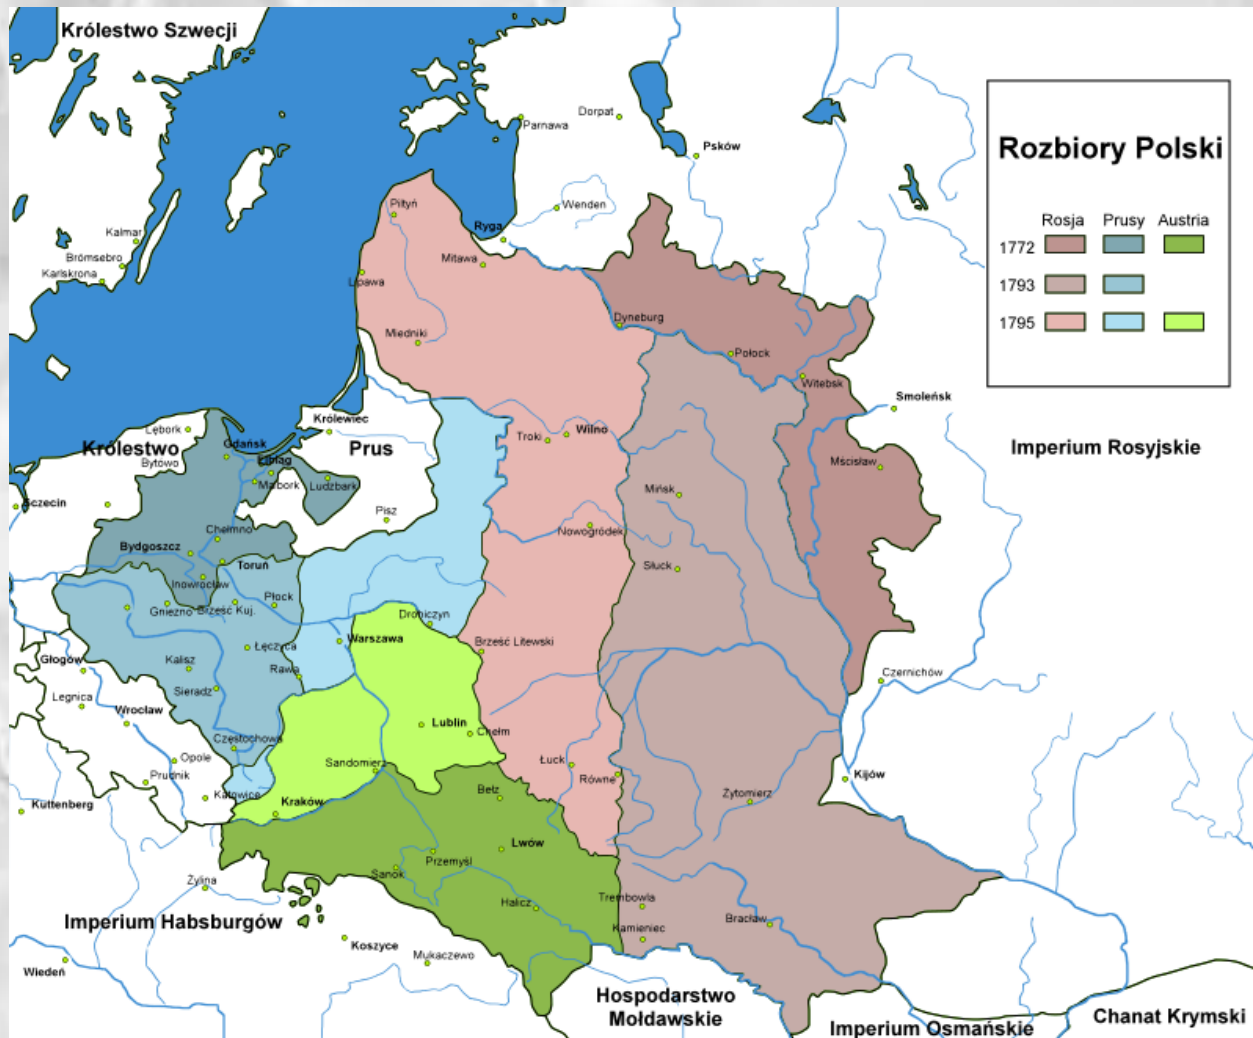 Królestwo Szwecji
Parnawa
Dorpat
Psków
Rozbiory Polski
Rosja Prusy Austria
1772
1793
1795
Piltyń
Wenden
Ryga
Kalmar
Brömsebro
Karlskrona
Mitawa
Lipawa
Miedniki
Dyneburg
Połock
Witebsk
Smoleńsk
Imperium Rosyjskie
Lębork
Królewiec
Królestwo
Prus
Bytowo
Gdańsk
Elbląg
Malbork
Ludzbark
Troki
Wilno
Mścisław
Mińsk
Szczecin
Pisz
Chełmno
Nowogródek
Bydgoszcz
Toruń
Słuck
Inowrocław
Gniezno
Brześć Kuj.
Płock
Drohiczyn
Warszawa
Brześć Litewski
Łęczyca
Głogów
Kalisz
Rawa
Czernichów
Legnica
Sieradz
Wrocław
Lublin
Chełm
Częstochowa
Opole
Sandomierz
Łuck
Równe
Kijów
Prudnik
Katowice
Bełz
Żytomierz
Kuttenberg
Kraków
Lwów
Przemyśl
Sanok
Żylina
Halicz
Trembowla
Bracław
Imperium Habsburgów
Kamieniec
Koszyce
Mukaczewo
Wiedeń
Hospodarstwo
Mołdawskie
Imperium Osmańskie
Chanat Krymski